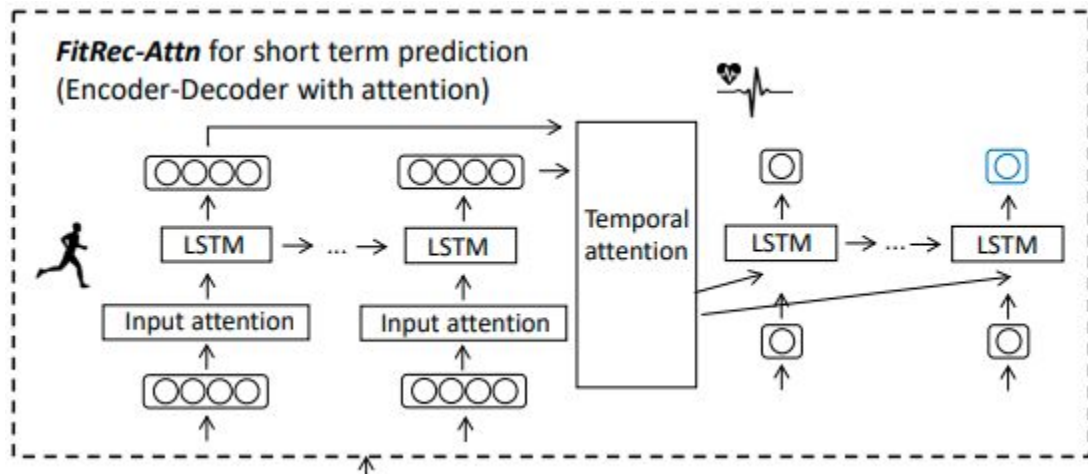 FitRec-Attn for short term prediction
(Encoder-Decoder with attention)
LSTM
...
LSTM
Input attention
Input attention
Temporal
attention
LSTM
...
LSTM